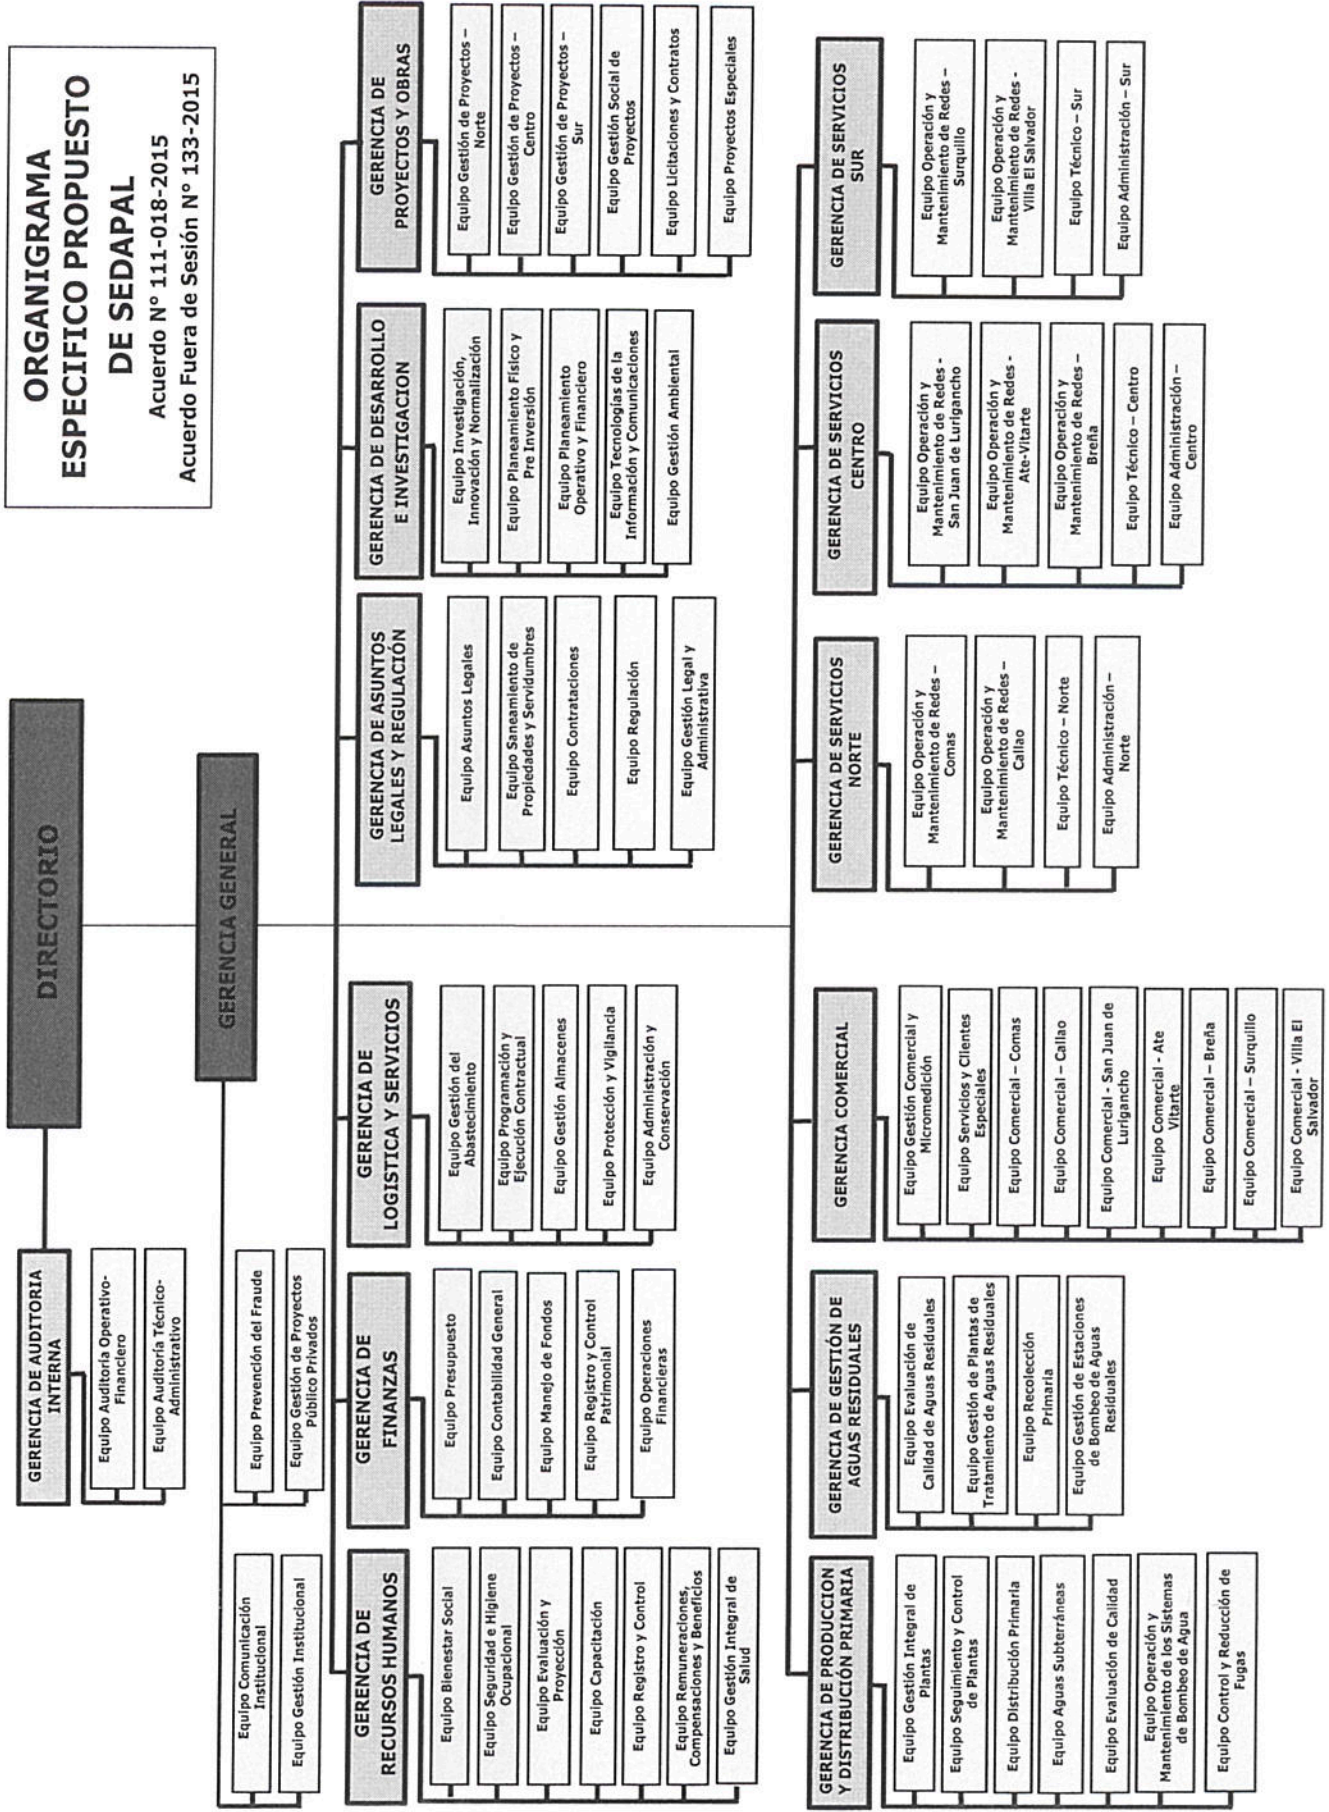 ORGANIGRAMA
ESPECIFICO PROPUESTO
DE SEDAPAL
Acuerdo N° 111-018-2015
Acuerdo Fuera de Sesión N° 133-2015
DIRECTORIO
GERENCIA DE AUDITORIA
INTERNA
Equipo Auditoría Operativo-
Financiero
Equipo Auditoría Técnico-
Administrativo
GERENCIA GENERAL
Equipo Comunicación
Institucional
Equipo Gestión Institucional
Equipo Prevención del Fraude
Equipo Gestión de Proyectos
Público Privados
GERENCIA DE
RECURSOS HUMANOS
Equipo Bienestar Social
Equipo Seguridad e Higiene
Ocupacional
Equipo Evaluación y
Proyección
Equipo Capacitación
Equipo Registro y Control
Equipo Remuneraciones,
Compensaciones y Beneficios
Equipo Gestión Integral de
Salud
GERENCIA DE
FINANZAS
Equipo Presupuesto
Equipo Contabilidad General
Equipo Manejo de Fondos
Equipo Registro y Control
Patrimonial
Equipo Operaciones
Financieras
GERENCIA DE
LOGISTICA Y SERVICIOS
Equipo Gestión del
Abastecimiento
Equipo Programación y
Ejecución Contractual
Equipo Gestión Almacenes
Equipo Protección y Vigilancia
Equipo Administración y
Conservación
GERENCIA DE ASUNTOS
LEGALES Y REGULACIÓN
Equipo Asuntos Legales
Equipo Saneamiento de
Propiedades y Servidumbres
Equipo Contrataciones
Equipo Regulación
Equipo Gestión Legal y
Administrativa
GERENCIA DE DESARROLLO
E INVESTIGACION
Equipo Investigación,
Innovación y Normalización
Equipo Planeamiento Físico y
Pre Inversión
Equipo Planeamiento
Operativo y Financiero
Equipo Tecnologías de la
Información y Comunicaciones
Equipo Gestión Ambiental
GERENCIA DE
PROYECTOS Y OBRAS
Equipo Gestión de Proyectos –
Norte
Equipo Gestión de Proyectos –
Centro
Equipo Gestión de Proyectos –
Sur
Equipo Gestión Social de
Proyectos
Equipo Licitaciones y Contratos
Equipo Proyectos Especiales
GERENCIA DE PRODUCCION
Y DISTRIBUCIÓN PRIMARIA
Equipo Gestión Integral de
Plantas
Equipo Seguimiento y Control
de Plantas
Equipo Distribución Primaria
Equipo Aguas Subterráneas
Equipo Evaluación de Calidad
Equipo Operación y
Mantenimiento de los Sistemas
de Bombeo de Agua
Equipo Control y Reducción de
Fugas
GERENCIA DE GESTIÓN DE
AGUAS RESIDUALES
Equipo Evaluación de
Calidad de Aguas Residuales
Equipo Gestión de Plantas de
Tratamiento de Aguas Residuales
Equipo Recolección
Primaria
Equipo Gestión de Estaciones
de Bombeo de Aguas
Residuales
GERENCIA COMERCIAL
Equipo Gestión Comercial y
Micromedición
Equipo Servicios y Clientes
Especiales
Equipo Comercial – Comas
Equipo Comercial – Callao
Equipo Comercial - San Juan de
Lurigancho
Equipo Comercial - Ate
Vitarte
Equipo Comercial – Breña
Equipo Comercial – Surquillo
Equipo Comercial - Villa El
Salvador
GERENCIA DE SERVICIOS
NORTE
Equipo Operación y
Mantenimiento de Redes –
Comas
Equipo Operación y
Mantenimiento de Redes –
Callao
Equipo Técnico – Norte
Equipo Administración –
Norte
GERENCIA DE SERVICIOS
CENTRO
Equipo Operación y
Mantenimiento de Redes -
San Juan de Lurigancho
Equipo Operación y
Mantenimiento de Redes -
Ate-Vitarte
Equipo Operación y
Mantenimiento de Redes –
Breña
Equipo Técnico – Centro
Equipo Administración –
Centro
GERENCIA DE SERVICIOS
SUR
Equipo Operación y
Mantenimiento de Redes –
Surquillo
Equipo Operación y
Mantenimiento de Redes -
Villa El Salvador
Equipo Técnico – Sur
Equipo Administración – Sur